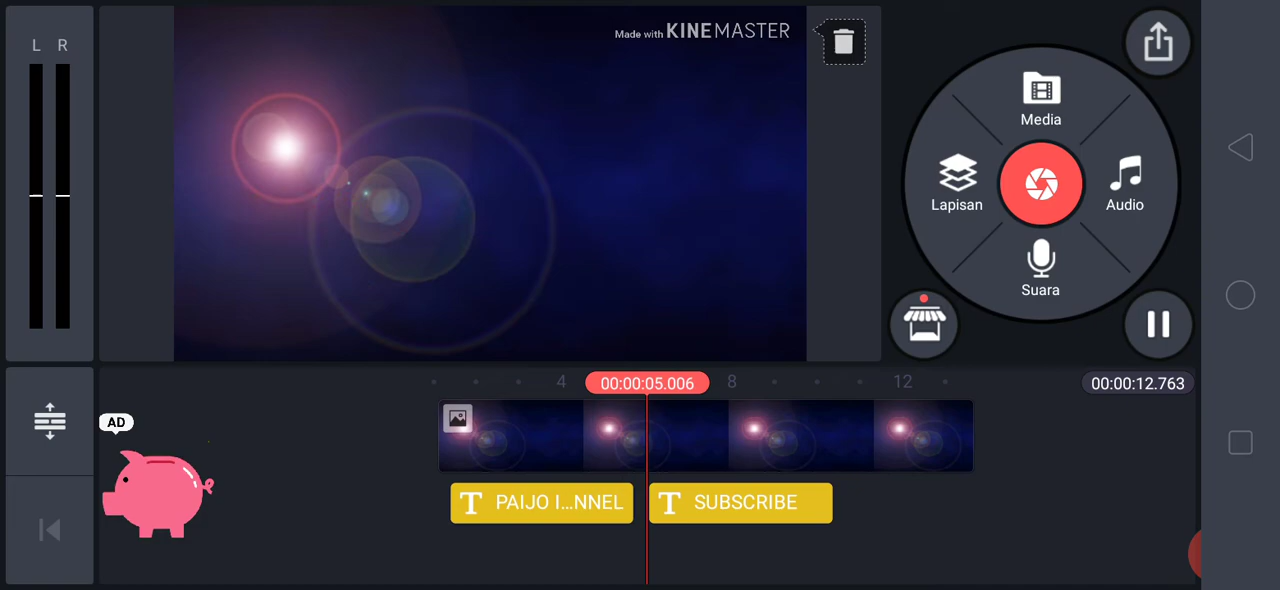 L R
Made with KINEMASTER
Media
Lapisan
Audio
Suara
4
00:00:05.006
8
12
00:00:12.763
AD
T PAIJO I...NNEL
T SUBSCRIBE